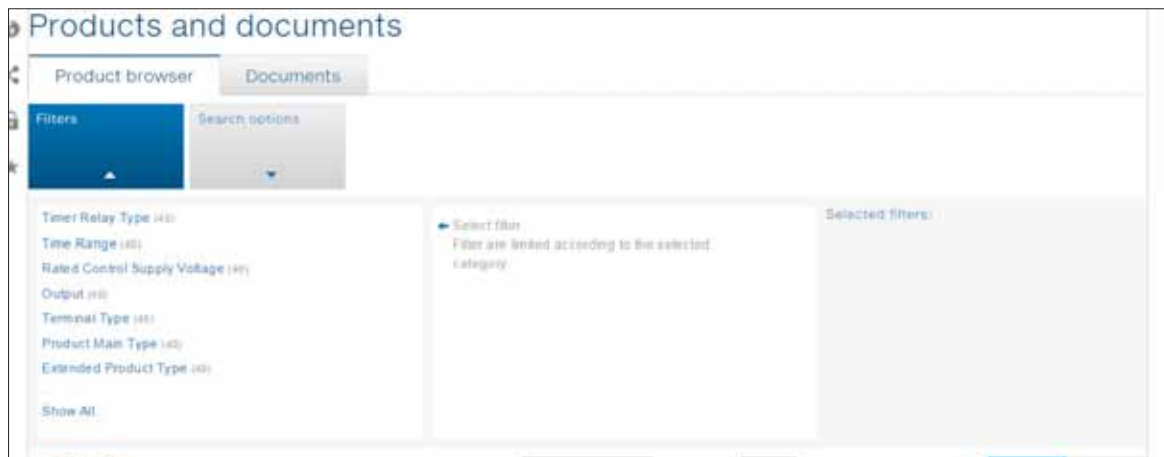 Products and documents
Product browser
Documents
Filters
Search options
Timer Relay Type
Time Range
Rated Control Supply Voltage
Output
Terminal Type
Product Main Type
Extended Product Type
Show All
Select filter
Filter are limited according to the selected
category.
Selected filters: